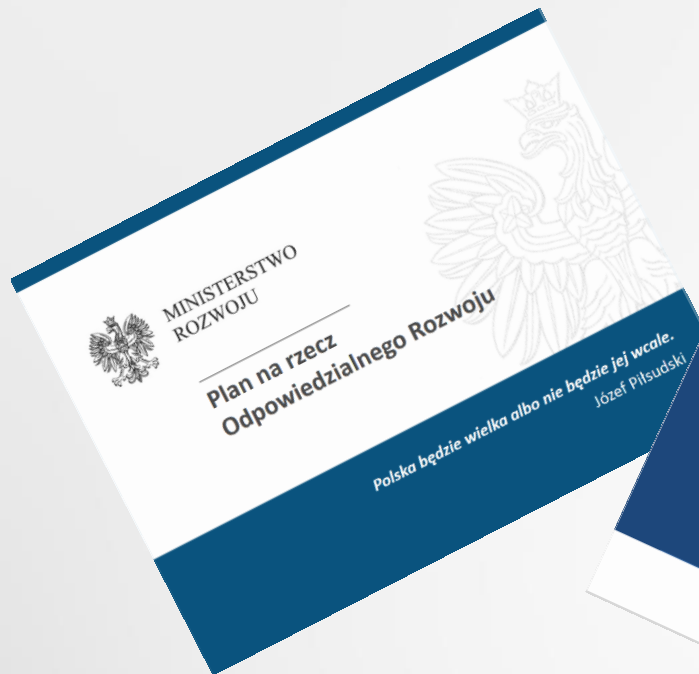 MINISTERSTWO
ROZWOJU
Plan na rzecz
Odpowiedzialnego Rozwoju
Polska będzie wielka albo nie będzie jej wcale.
Józef Piłsudski